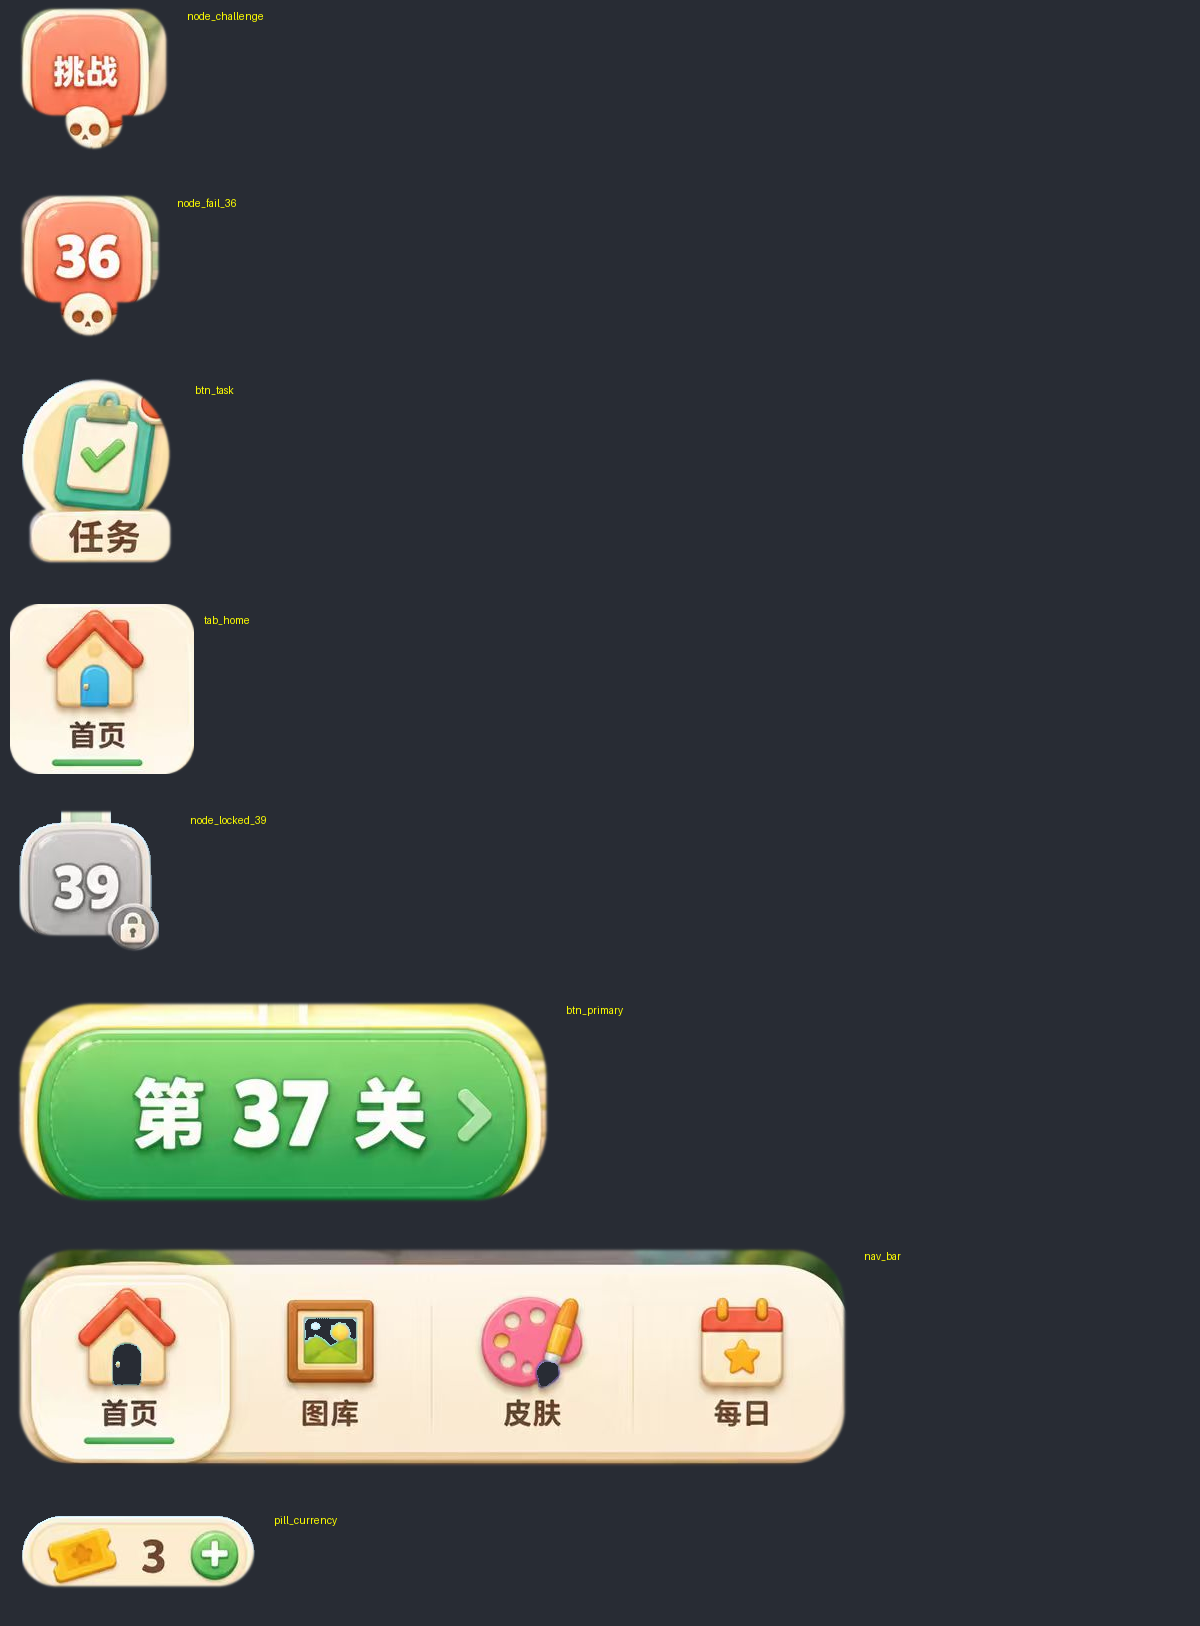 挑战
node_challenge
36
node_fail_36
任务
btn_task
首页
tab_home
39
node_locked_39
第 37 关
btn_primary
首页 图库 皮肤 每日
nav_bar
3
pill_currency